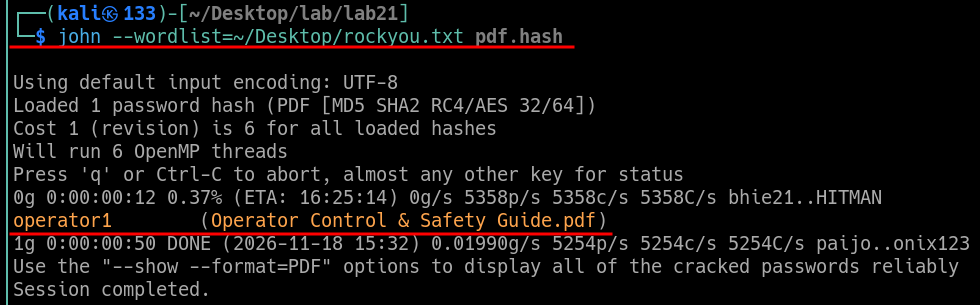 (kali㉿133)-[~/Desktop/lab/lab21]
$ john --wordlist=~/Desktop/rockyou.txt pdf.hash
Using default input encoding: UTF-8
Loaded 1 password hash (PDF [MD5 SHA2 RC4/AES 32/64])
Cost 1 (revision) is 6 for all loaded hashes
Will run 6 OpenMP threads
Press 'q' or Ctrl-C to abort, almost any other key for status
0g 0:00:00:12 0.37% (ETA: 16:25:14) 0g/s 5358p/s 5358c/s 5358C/s bhie21..HITMAN
operator1        (Operator Control & Safety Guide.pdf)
1g 0:00:00:50 DONE (2026-11-18 15:32) 0.01990g/s 5254p/s 5254c/s 5254C/s paijo..onix123
Use the "--show --format=PDF" options to display all of the cracked passwords reliably
Session completed.